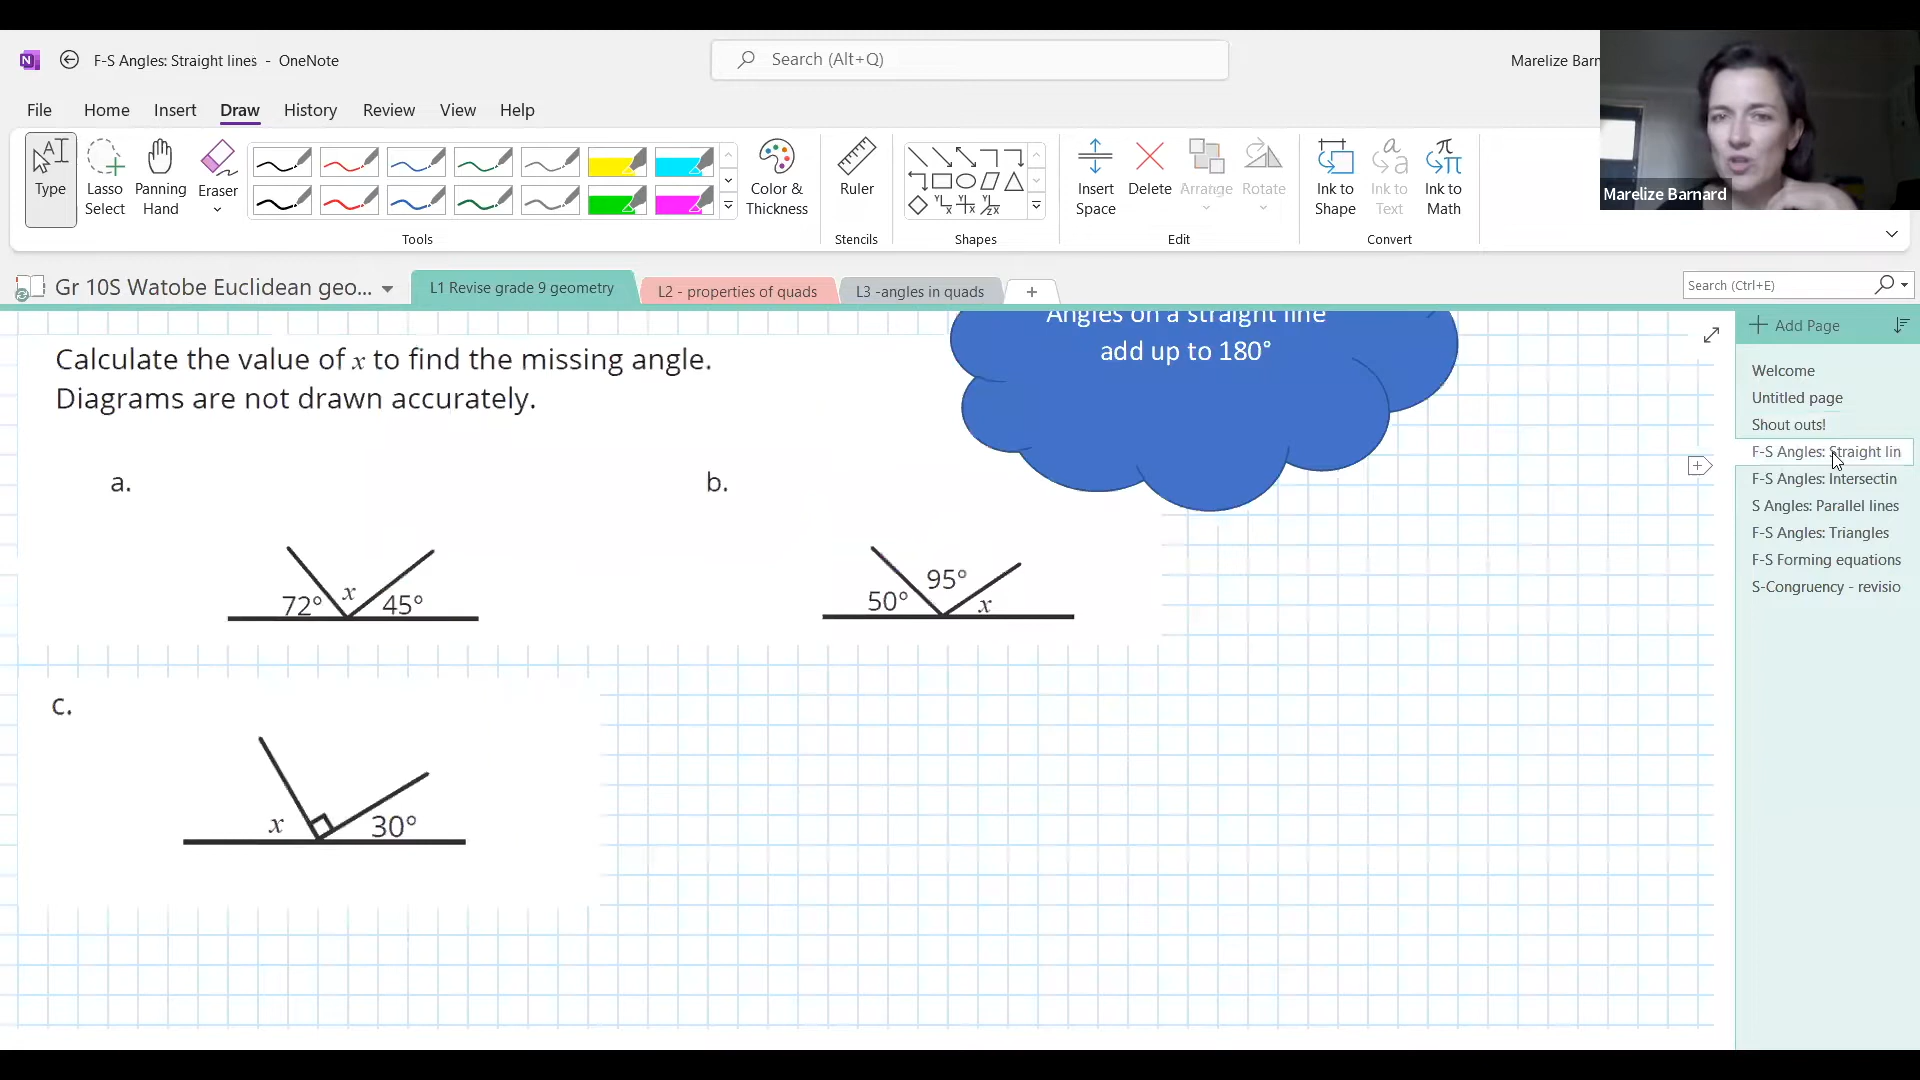 F-S Angles: Straight lines - OneNote
Search (Alt+Q)
Marelize Barn
File Home Insert Draw History Review View Help
Type
Lasso Select
Panning Hand
Eraser
Color & Thickness
Ruler
Insert Space
Delete
Arrange
Rotate
Ink to Shape
Ink to Text
Ink to Math
Marelize Barnard
Tools
Stencils
Shapes
Edit
Convert
Gr 10S Watobe Euclidean geo...
L1 Revise grade 9 geometry
L2 - properties of quads
L3 -angles in quads
Search (Ctrl+E)
Add Page
Welcome
Untitled page
Shout outs!
F-S Angles: Straight lin
F-S Angles: Intersectin
S Angles: Parallel lines
F-S Angles: Triangles
F-S Forming equations
S-Congruency - revisio
Angles on a straight line
add up to 180°
Calculate the value of x to find the missing angle.
Diagrams are not drawn accurately.
a.
72° x 45°
b.
50° 95° x
c.
x 30°